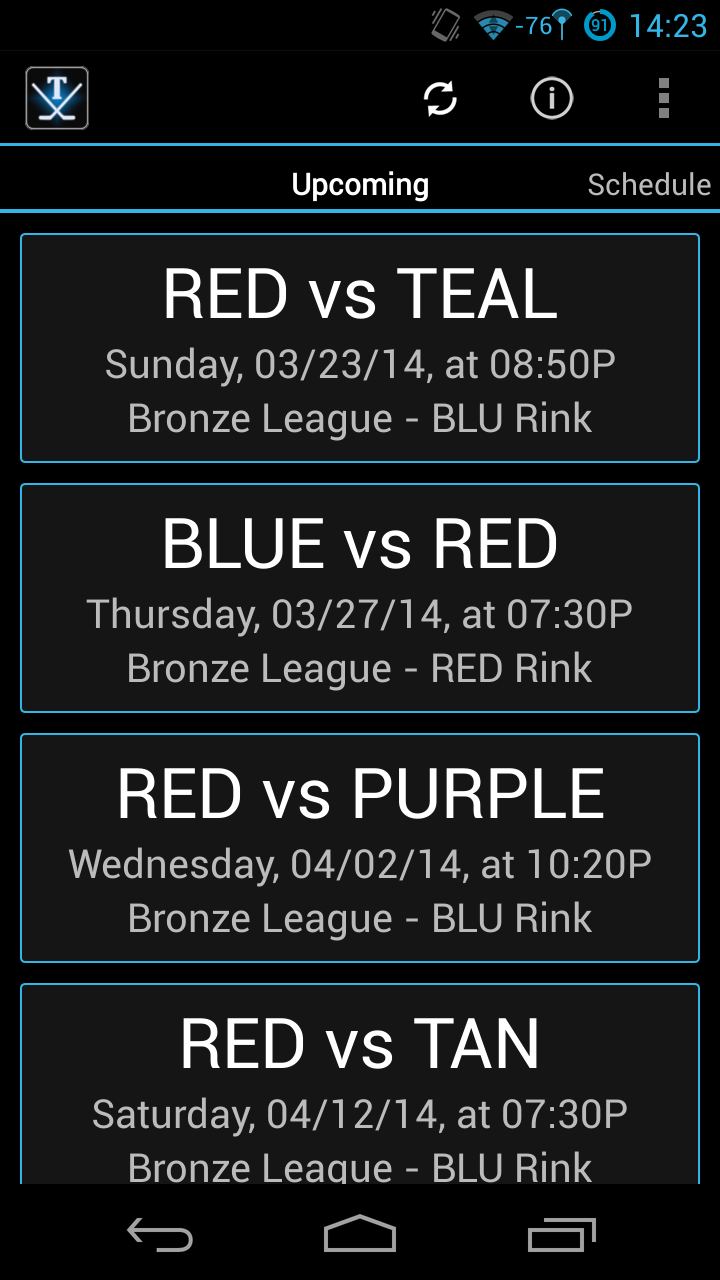 -76 91 14:23
T
Upcoming Schedule
RED vs TEAL
Sunday, 03/23/14, at 08:50P
Bronze League - BLU Rink
BLUE vs RED
Thursday, 03/27/14, at 07:30P
Bronze League - RED Rink
RED vs PURPLE
Wednesday, 04/02/14, at 10:20P
Bronze League - BLU Rink
RED vs TAN
Saturday, 04/12/14, at 07:30P
Bronze League - BLU Rink